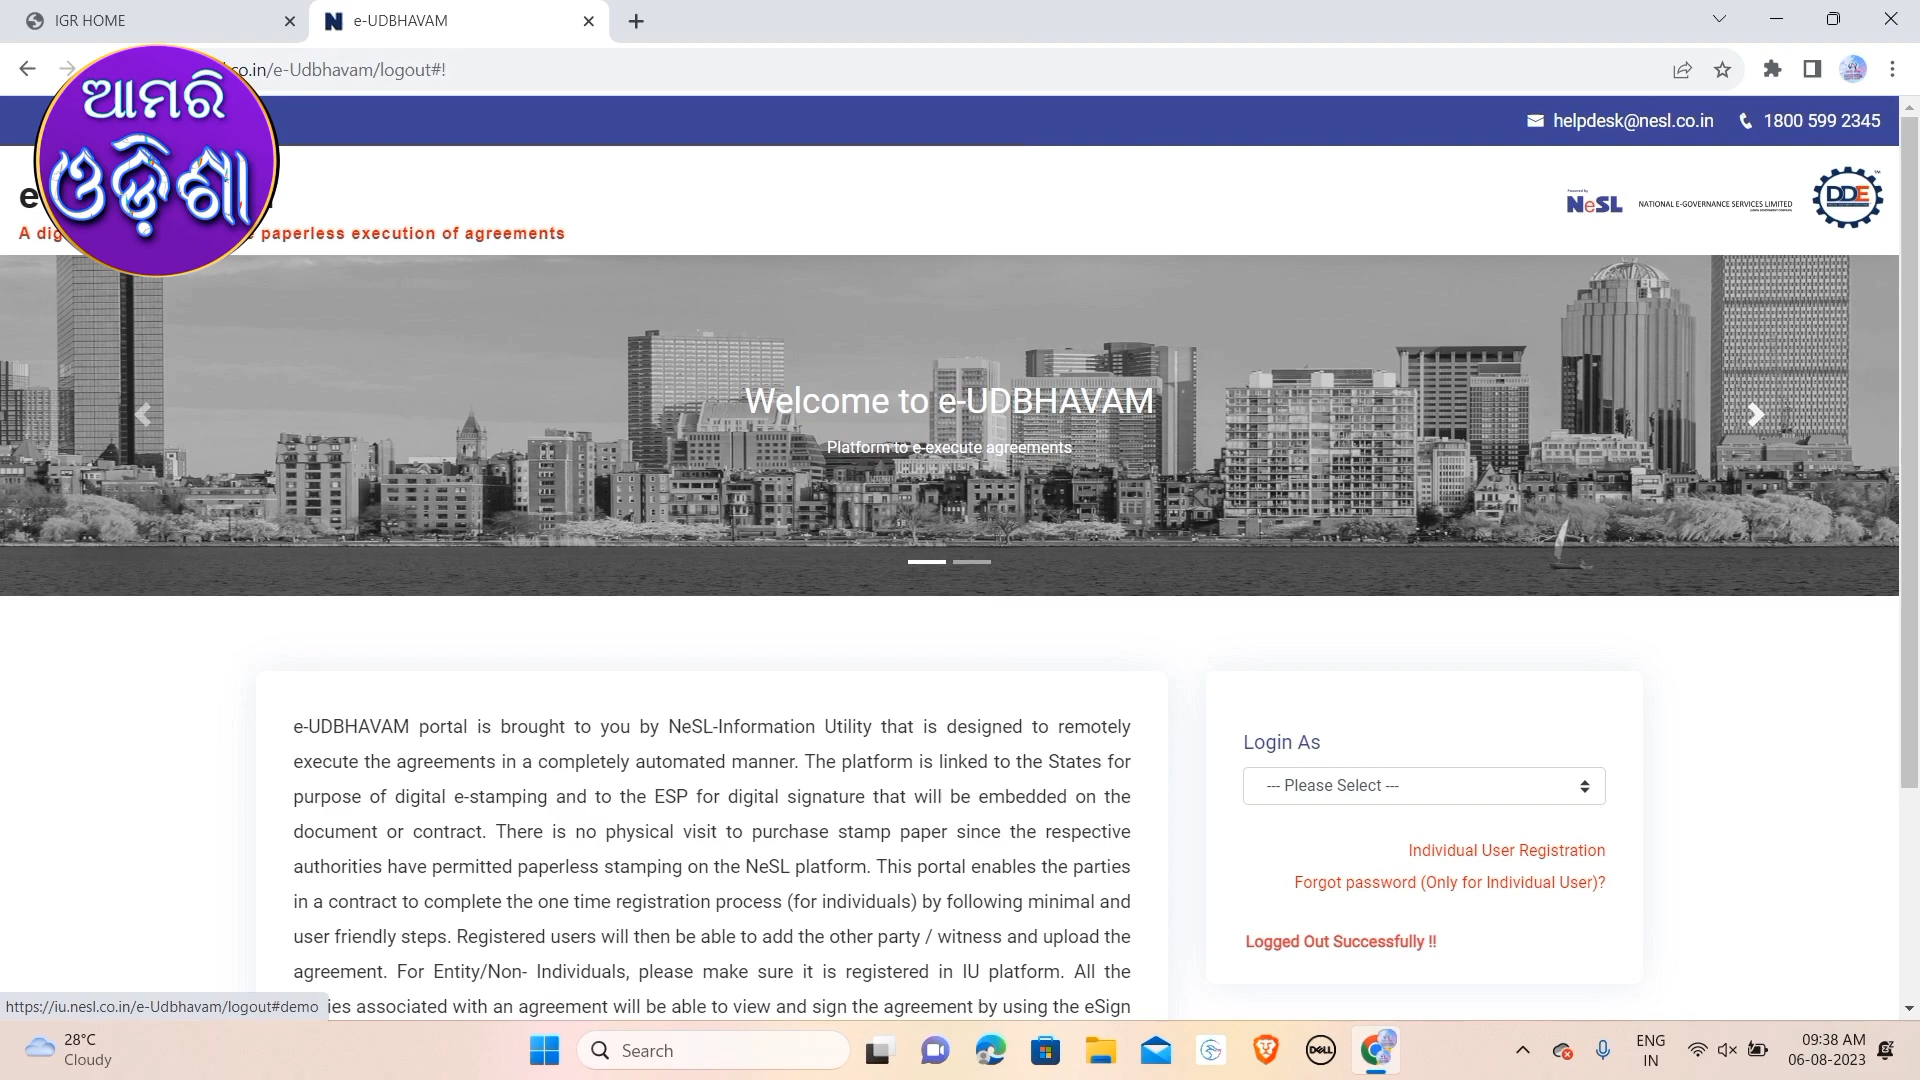 IGR HOME
e-UDBHAVAM
co.in/e-Udbhavam/logout#!
ଆମରି
ଓଡ଼ିଶା
helpdesk@nesl.co.in
1800 599 2345
e
A dig
paperless execution of agreements
Powered by
NeSL
NATIONAL E-GOVERNANCE SERVICES LIMITED
DDE
Welcome to e-UDBHAVAM
Platform to e-execute agreements
e-UDBHAVAM portal is brought to you by NeSL-Information Utility that is designed to remotely
execute the agreements in a completely automated manner. The platform is linked to the States for
purpose of digital e-stamping and to the ESP for digital signature that will be embedded on the
document or contract. There is no physical visit to purchase stamp paper since the respective
authorities have permitted paperless stamping on the NeSL platform. This portal enables the parties
in a contract to complete the one time registration process (for individuals) by following minimal and
user friendly steps. Registered users will then be able to add the other party / witness and upload the
agreement. For Entity/Non- Individuals, please make sure it is registered in IU platform. All the
ies associated with an agreement will be able to view and sign the agreement by using the eSign
Login As
--- Please Select ---
Individual User Registration
Forgot password (Only for Individual User)?
Logged Out Successfully !!
https://iu.nesl.co.in/e-Udbhavam/logout#demo
28°C
Cloudy
Search
DELL
ENG
IN
09:38 AM
06-08-2023